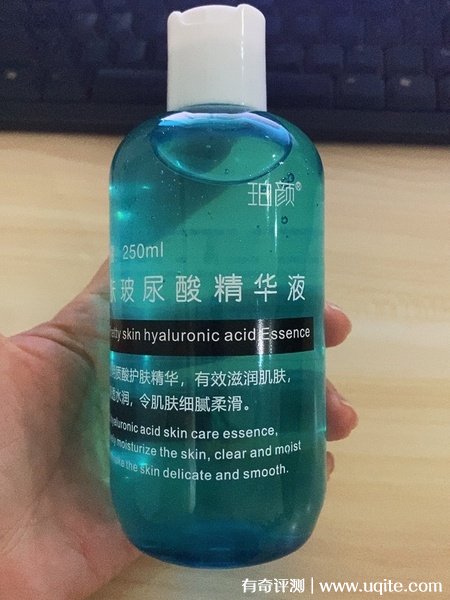 珀颜®
250ml
玻尿酸精华液
skin hyaluronic acid Essence
质酸护肤精华，有效滋润肌肤，
水润，令肌肤细腻柔滑。
hyaluronic acid skin care essence,
moisturize the skin, clear and moist
the skin delicate and smooth.
有奇评测 | www.uqite.com